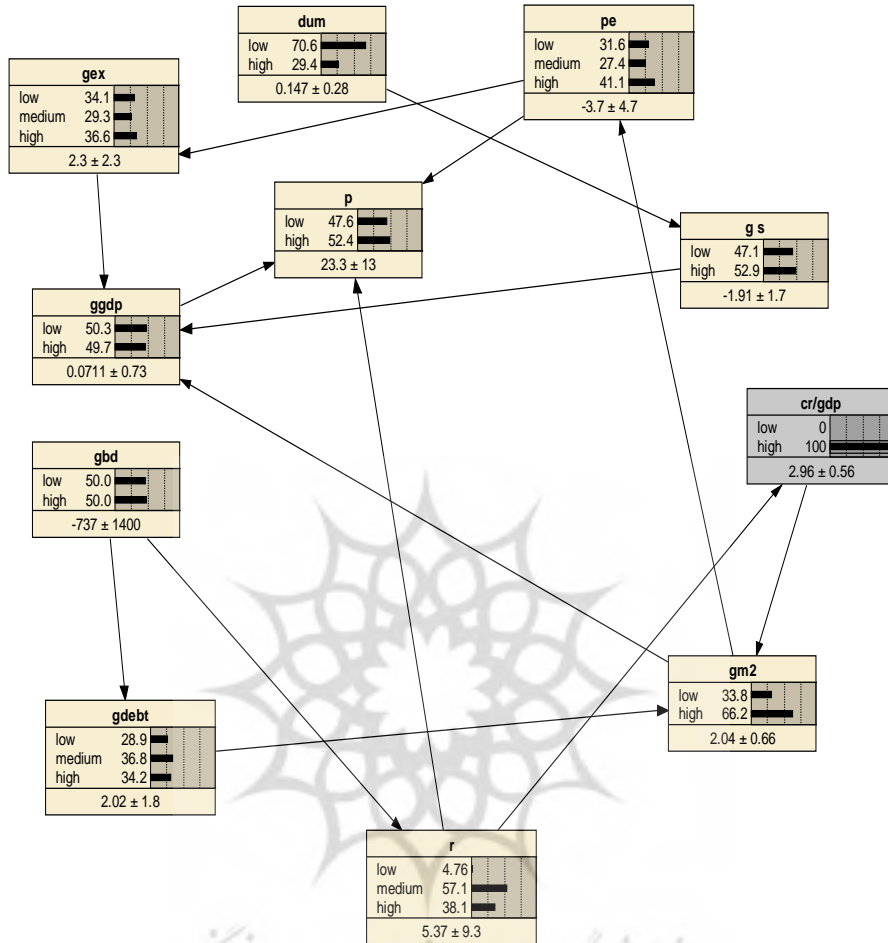 dum
low 70.6
high 29.4
0.147 ± 0.28
pe
low 31.6
medium 27.4
high 41.1
-3.7 ± 4.7
gex
low 34.1
medium 29.3
high 36.6
2.3 ± 2.3
p
low 47.6
high 52.4
23.3 ± 13
g s
low 47.1
high 52.9
-1.91 ± 1.7
ggdp
low 50.3
high 49.7
0.0711 ± 0.73
cr/gdp
low 0
high 100
2.96 ± 0.56
gbd
low 50.0
high 50.0
-737 ± 1400
gm2
low 33.8
high 66.2
2.04 ± 0.66
gdebt
low 28.9
medium 36.8
high 34.2
2.02 ± 1.8
r
low 4.76
medium 57.1
high 38.1
5.37 ± 9.3